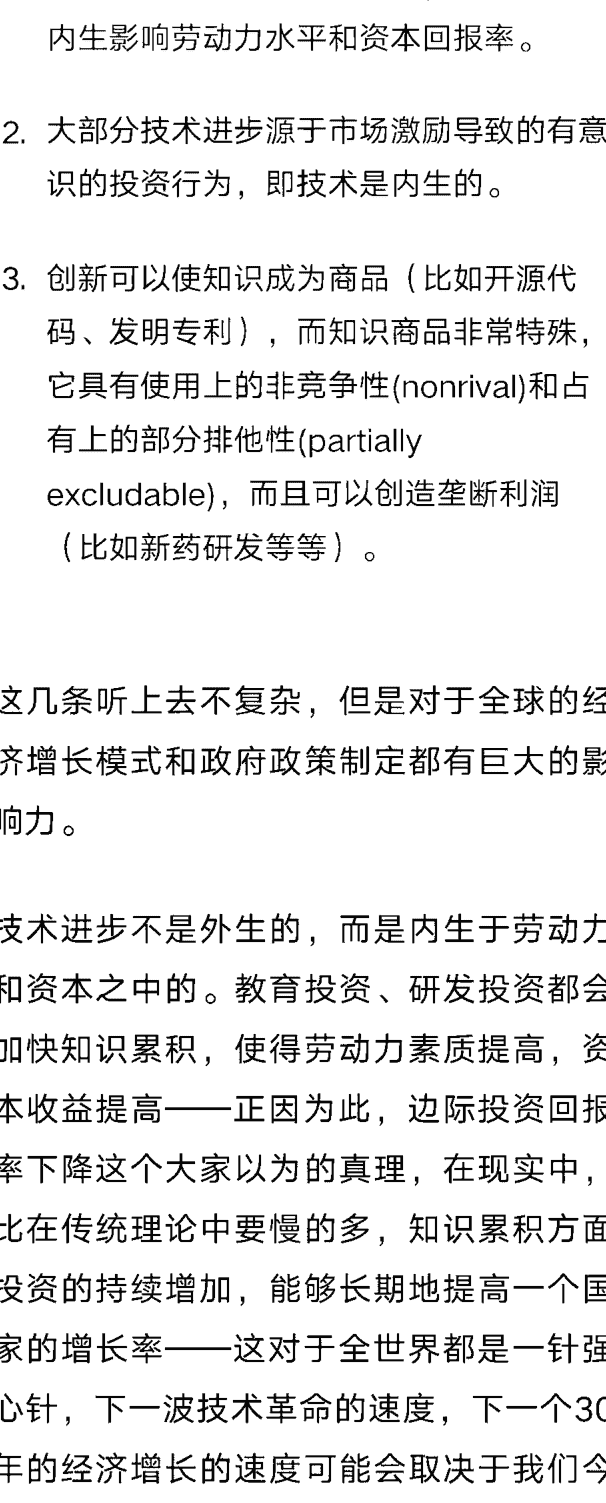 内生影响劳动力水平和资本回报率。
2. 大部分技术进步源于市场激励导致的有意
识的投资行为，即技术是内生的。
3. 创新可以使知识成为商品（比如开源代
码、发明专利），而知识商品非常特殊，
它具有使用上的非竞争性(nonrival)和占
有上的部分排他性(partially
excludable)，而且可以创造垄断利润
（比如新药研发等等）。
这几条听上去不复杂，但是对于全球的经
济增长模式和政府政策制定都有巨大的影
响力。
技术进步不是外生的，而是内生于劳动力
和资本之中的。教育投资、研发投资都会
加快知识累积，使得劳动力素质提高，资
本收益提高——正因为此，边际投资回报
率下降这个大家以为的真理，在现实中，
比在传统理论中要慢的多，知识累积方面
投资的持续增加，能够长期地提高一个国
家的增长率——这对于全世界都是一针强
心针，下一波技术革命的速度，下一个30
年的经济增长的速度可能会取决于我们今